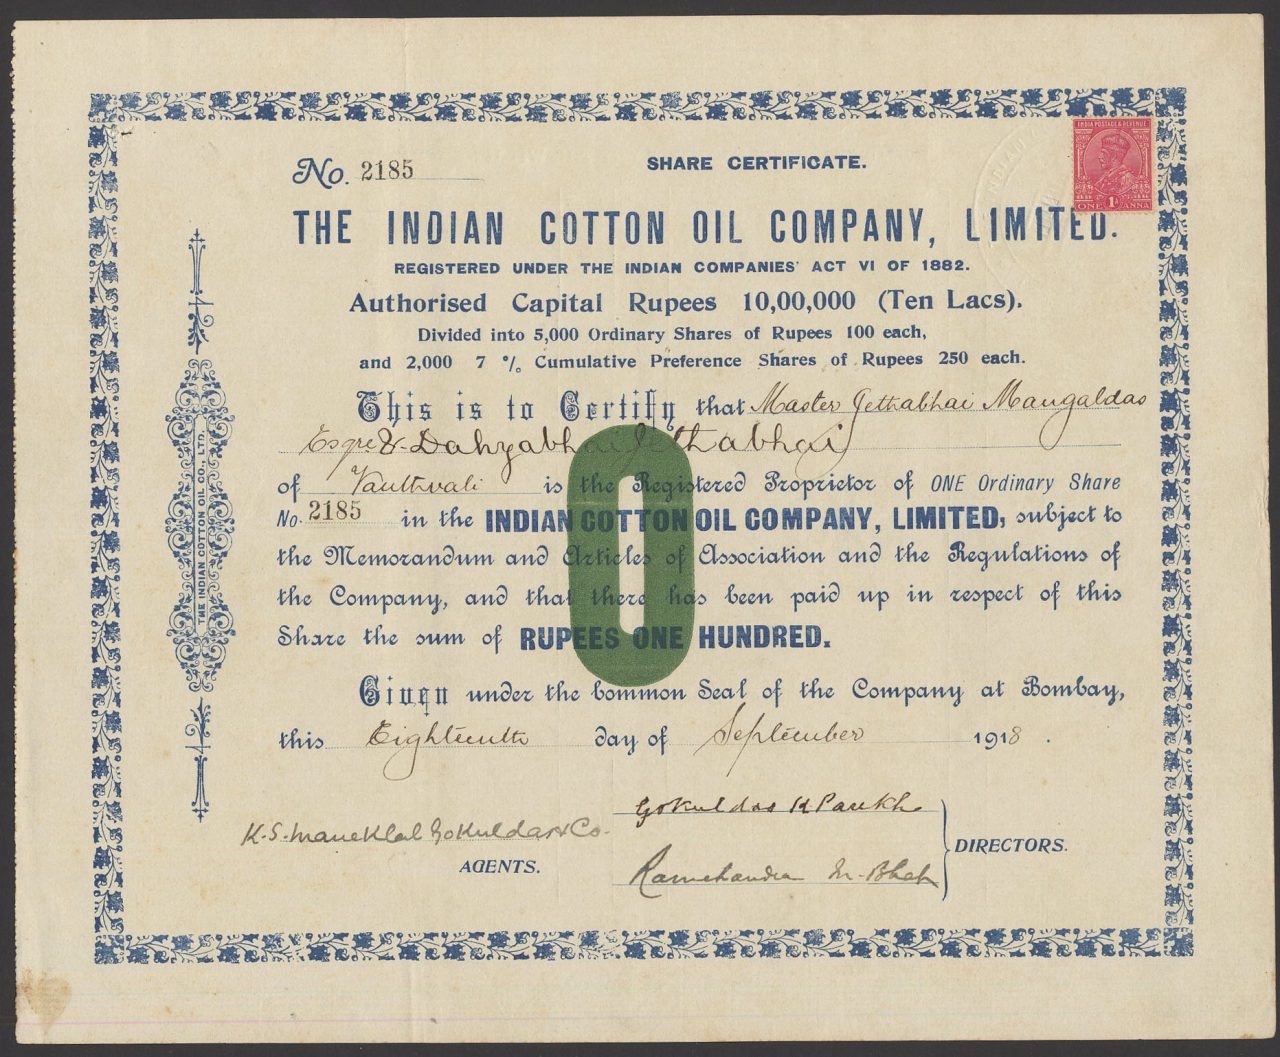 No. 2185
SHARE CERTIFICATE.
INDIA POSTAGE & REVENUE
ONE 1A ANNA
THE INDIAN COTTON OIL COMPANY, LIMITED.
REGISTERED UNDER THE INDIAN COMPANIES' ACT VI OF 1882.
Authorised Capital Rupees 10,00,000 (Ten Lacs).
Divided into 5,000 Ordinary Shares of Rupees 100 each,
and 2,000 7 % Cumulative Preference Shares of Rupees 250 each.
This is to Certify that Master Jethabhai Mangaldas
Esqre & Dahyabhai Jethabhai
of is the Registered Proprietor of ONE Ordinary Share
No. 2185 in the INDIAN COTTON OIL COMPANY, LIMITED, subject to
the Memorandum and Articles of Association and the Regulations of
the Company, and that there has been paid up in respect of this
Share the sum of RUPEES ONE HUNDRED.
Given under the Common Seal of the Company at Bombay,
this Eighteenth day of September 1918.
Gokuldas K Parekh
K. S. Maneklal Gokuldas & Co.
DIRECTORS.
AGENTS.
Ramchandra M. Bhat
THE INDIAN COTTON OIL CO., LTD.